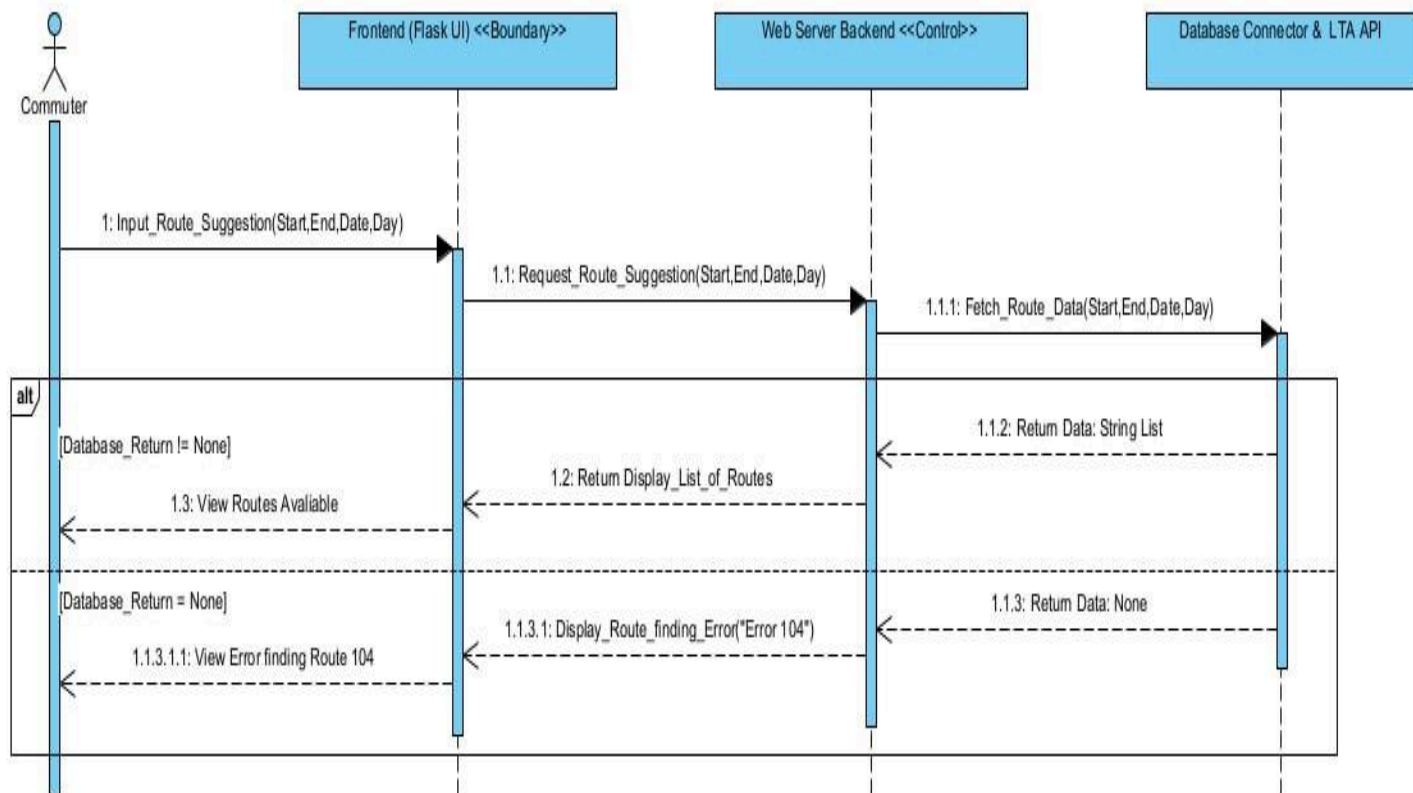 Frontend (Flask UI) <<Boundary>>
Web Server Backend <<Control>>
Database Connector & LTA API
Commuter
1: Input_Route_Suggestion(Start,End,Date,Day)
1.1: Request_Route_Suggestion(Start,End,Date,Day)
1.1.1: Fetch_Route_Data(Start,End,Date,Day)
alt
[Database_Return != None]
1.1.2: Return Data: String List
1.2: Return Display_List_of_Routes
1.3: View Routes Avaliable
[Database_Return = None]
1.1.3: Return Data: None
1.1.3.1: Display_Route_finding_Error("Error 104")
1.1.3.1.1: View Error finding Route 104